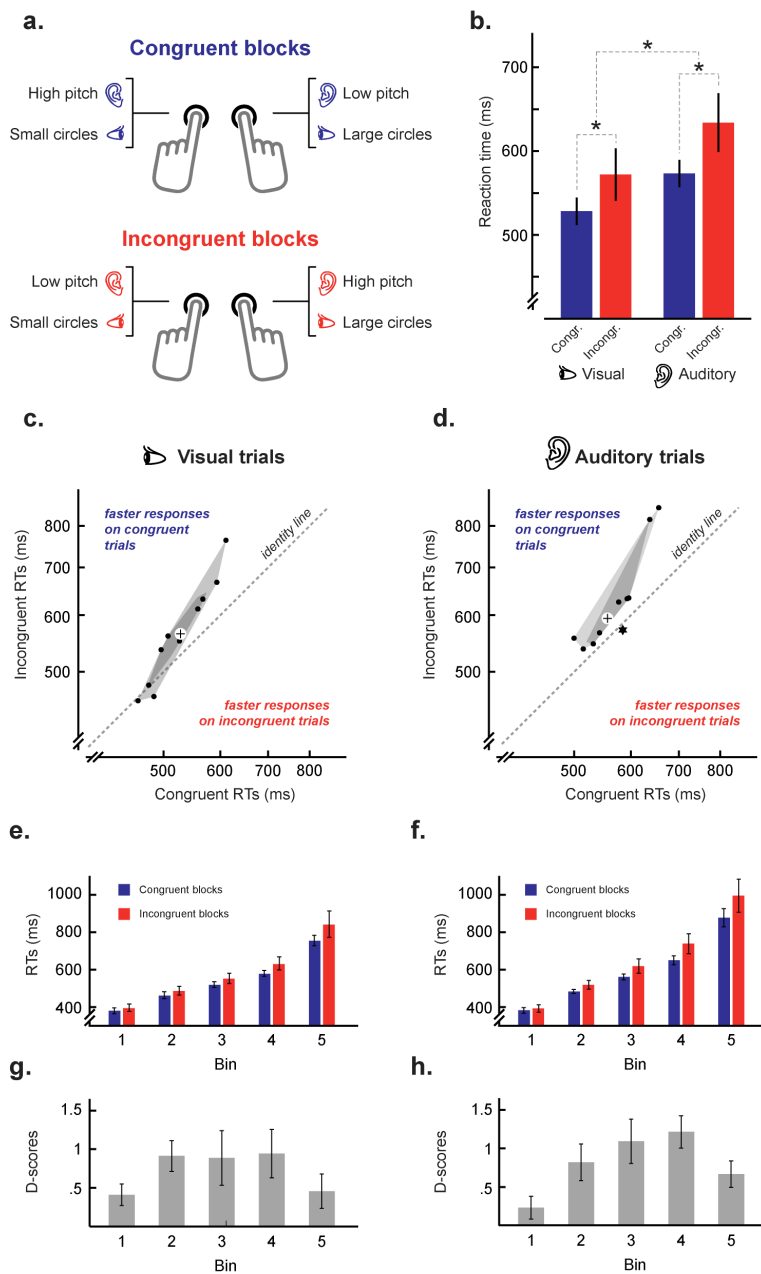 a.
Congruent blocks
High pitch
Small circles
Low pitch
Large circles
Incongruent blocks
Low pitch
Small circles
High pitch
Large circles
b.
Reaction time
(ms)
700
600
500
*
*
*
Congr.
Incongr.
Congr.
Incongr.
Visual
Auditory
c.
Visual trials
faster responses
on congruent
trials
identity line
faster responses
on incongruent trials
Incongruent RTs (ms)
800
700
600
500
500 600 700 800
Congruent RTs (ms)
d.
Auditory trials
faster responses
on congruent
trials
identity line
faster responses
on incongruent trials
Incongruent RTs (ms)
800
700
600
500
500 600 700 800
Congruent RTs (ms)
e.
RTs (ms)
1000
800
600
400
Congruent blocks
Incongruent blocks
1 2 3 4 5
Bin
f.
RTs (ms)
1000
800
600
400
Congruent blocks
Incongruent blocks
1 2 3 4 5
Bin
g.
D-scores
1.5
1
.5
1 2 3 4 5
Bin
h.
D-scores
1.5
1
.5
1 2 3 4 5
Bin